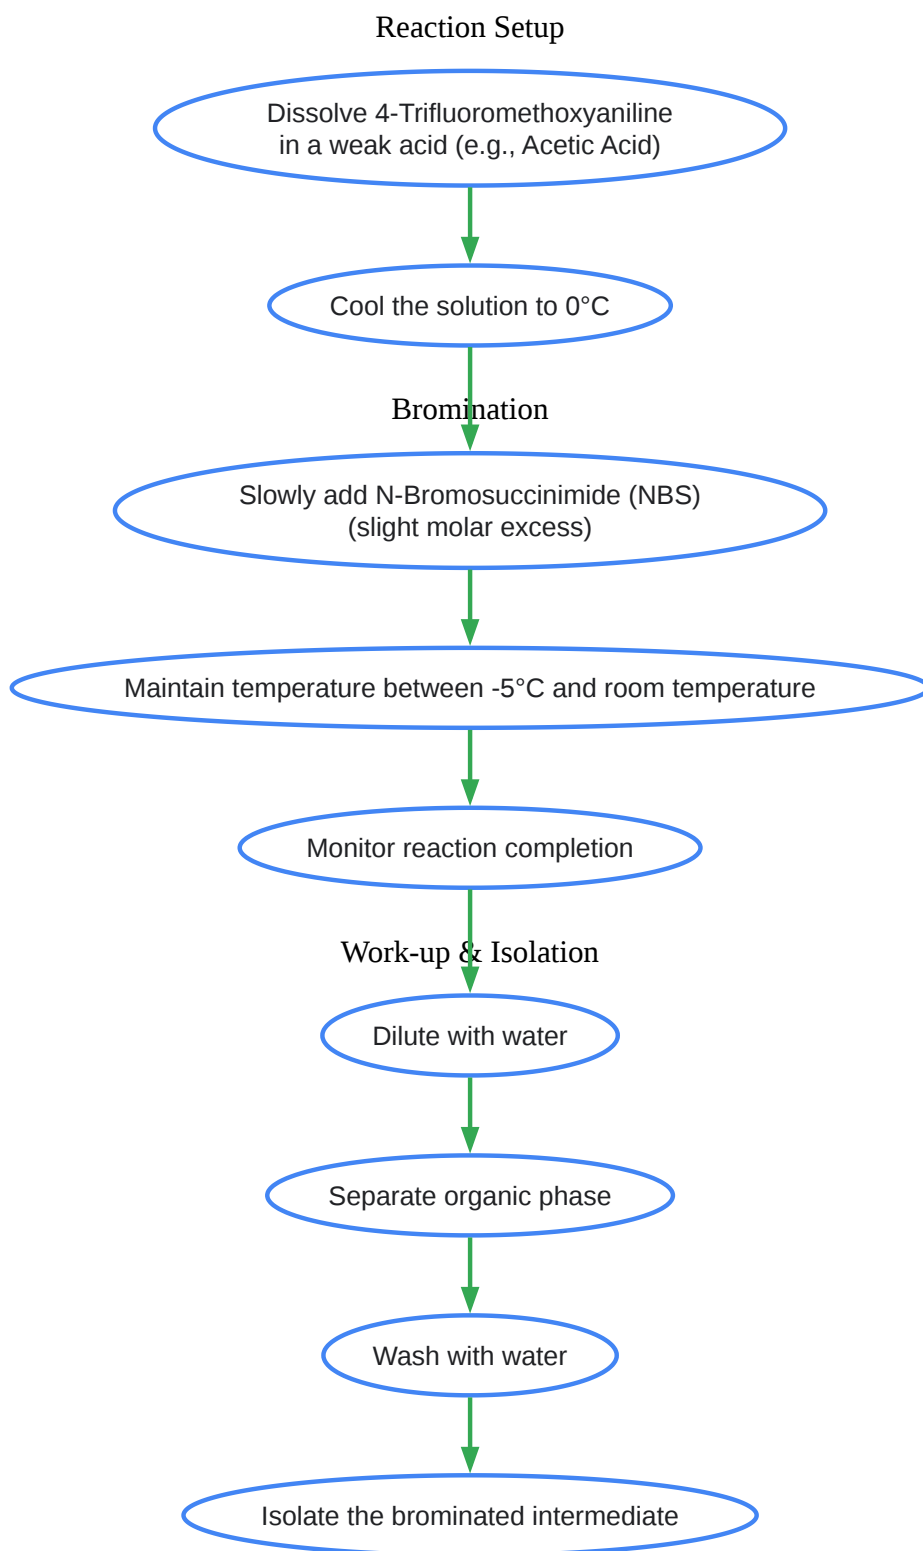 Reaction Setup
Dissolve 4-Trifluoromethoxyaniline
in a weak acid (e.g., Acetic Acid)
Cool the solution to 0°C
Bromination
Slowly add N-Bromosuccinimide (NBS)
(slight molar excess)
Maintain temperature between -5°C and room temperature
Monitor reaction completion
Work-up & Isolation
Dilute with water
Separate organic phase
Wash with water
Isolate the brominated intermediate